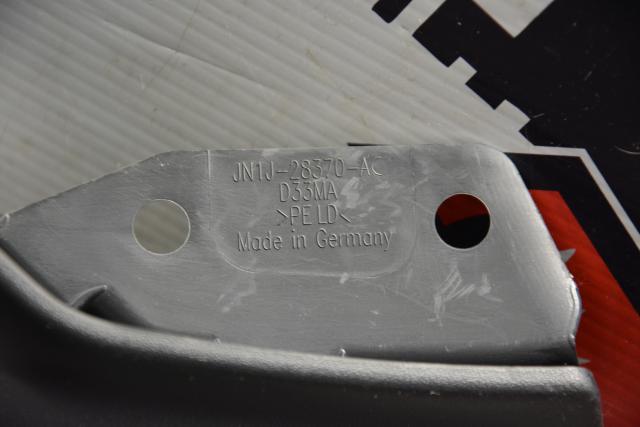 JN1J-28370-AC
D33MA
>PE LD<
Made in Germany